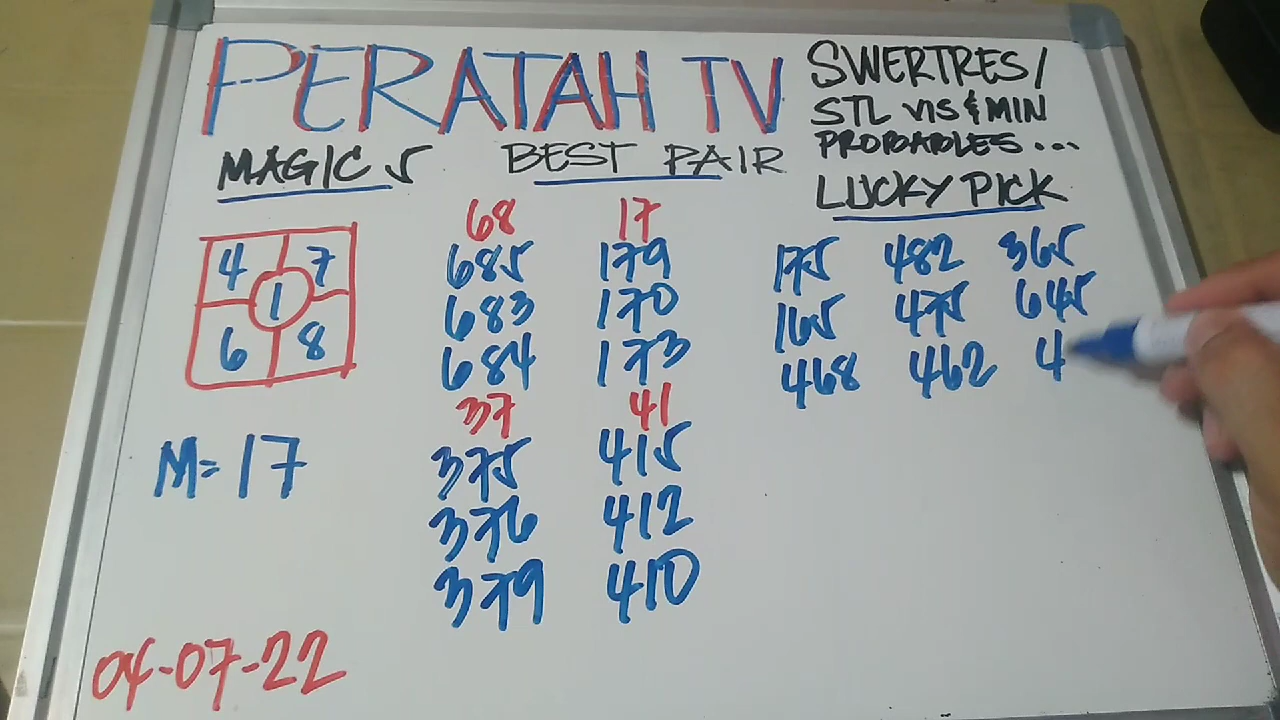 PERATAH TV
SWERTRES/
STL VIS & MIN
PROBABLES...
MAGIC 5
BEST PAIR
LUCKY PICK
4 7
1
6 8
M=17
68 17
685 179
683 170
684 173
37 41
375 415
376 412
379 410
175 482 365
165 475 645
468 462 4
04-07-22